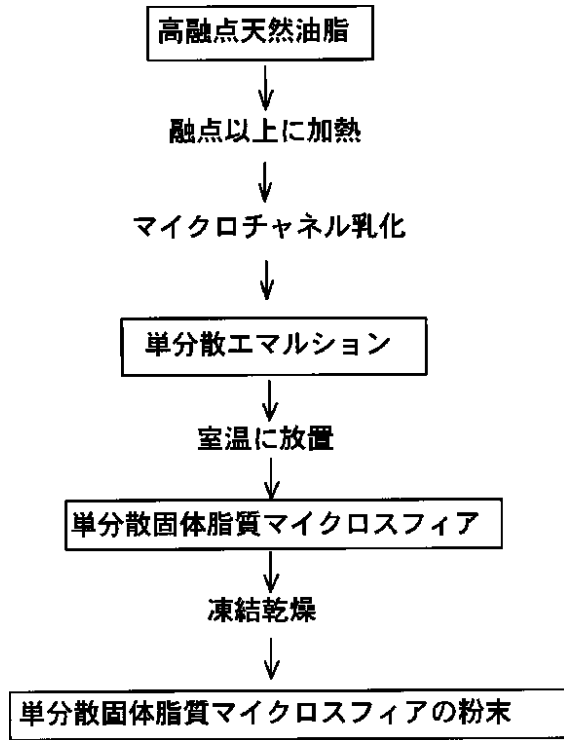 高融点天然油脂
融点以上に加熱
マイクロチャネル乳化
単分散エマルション
室温に放置
単分散固体脂質マイクロスフィア
凍結乾燥
単分散固体脂質マイクロスフィアの粉末